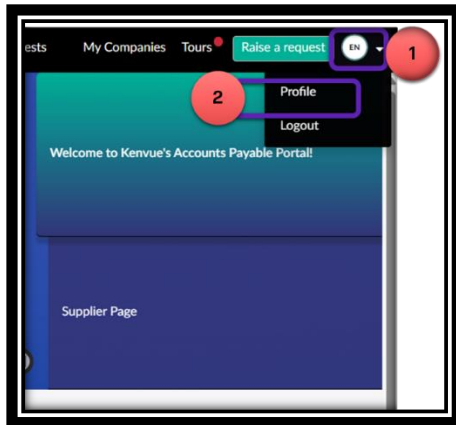 ests My Companies Tours Raise a request EN 1
2 Profile
Logout
Welcome to Kenvue's Accounts Payable Portal!
Supplier Page